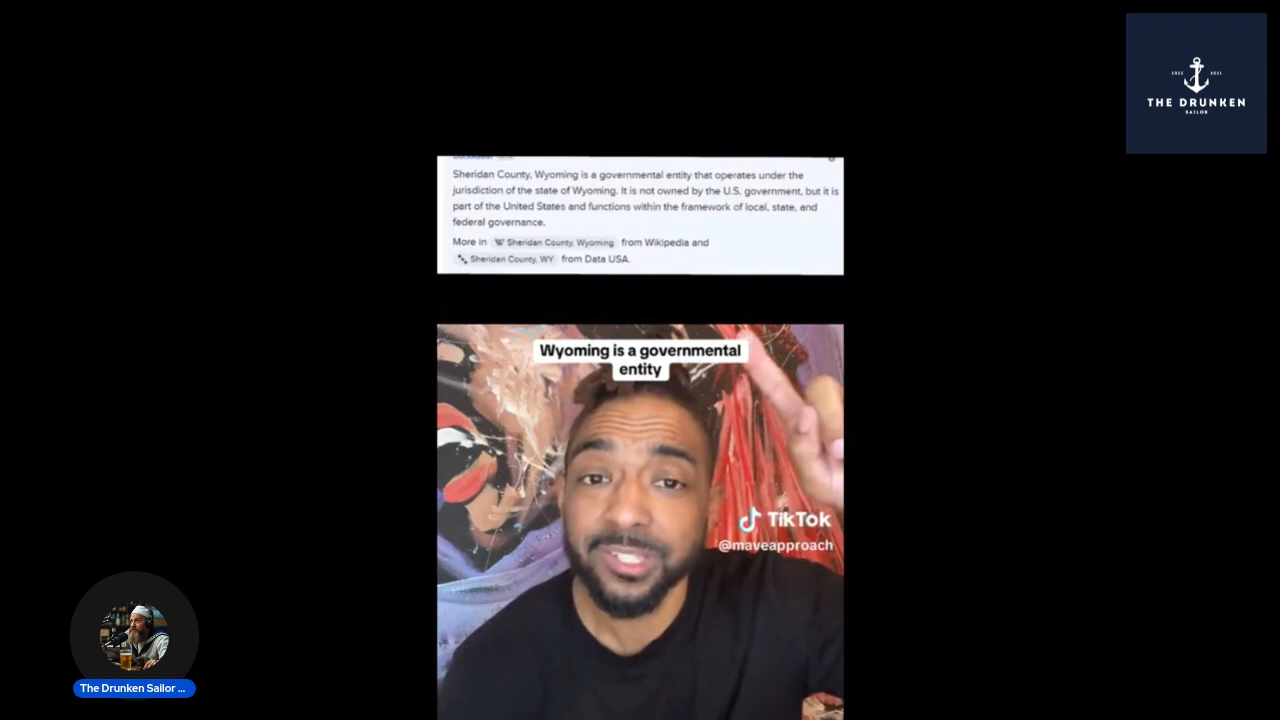 Sheridan County, Wyoming is a governmental entity that operates under the
jurisdiction of the state of Wyoming. It is not owned by the U.S. government, but it is
part of the United States and functions within the framework of local, state, and
federal governance.
More in W Sheridan County, Wyoming from Wikipedia and
Sheridan County, WY from Data USA.
Wyoming is a governmental
entity
TikTok
@maveapproach
THE DRUNKEN
SAILOR
The Drunken Sailor ...